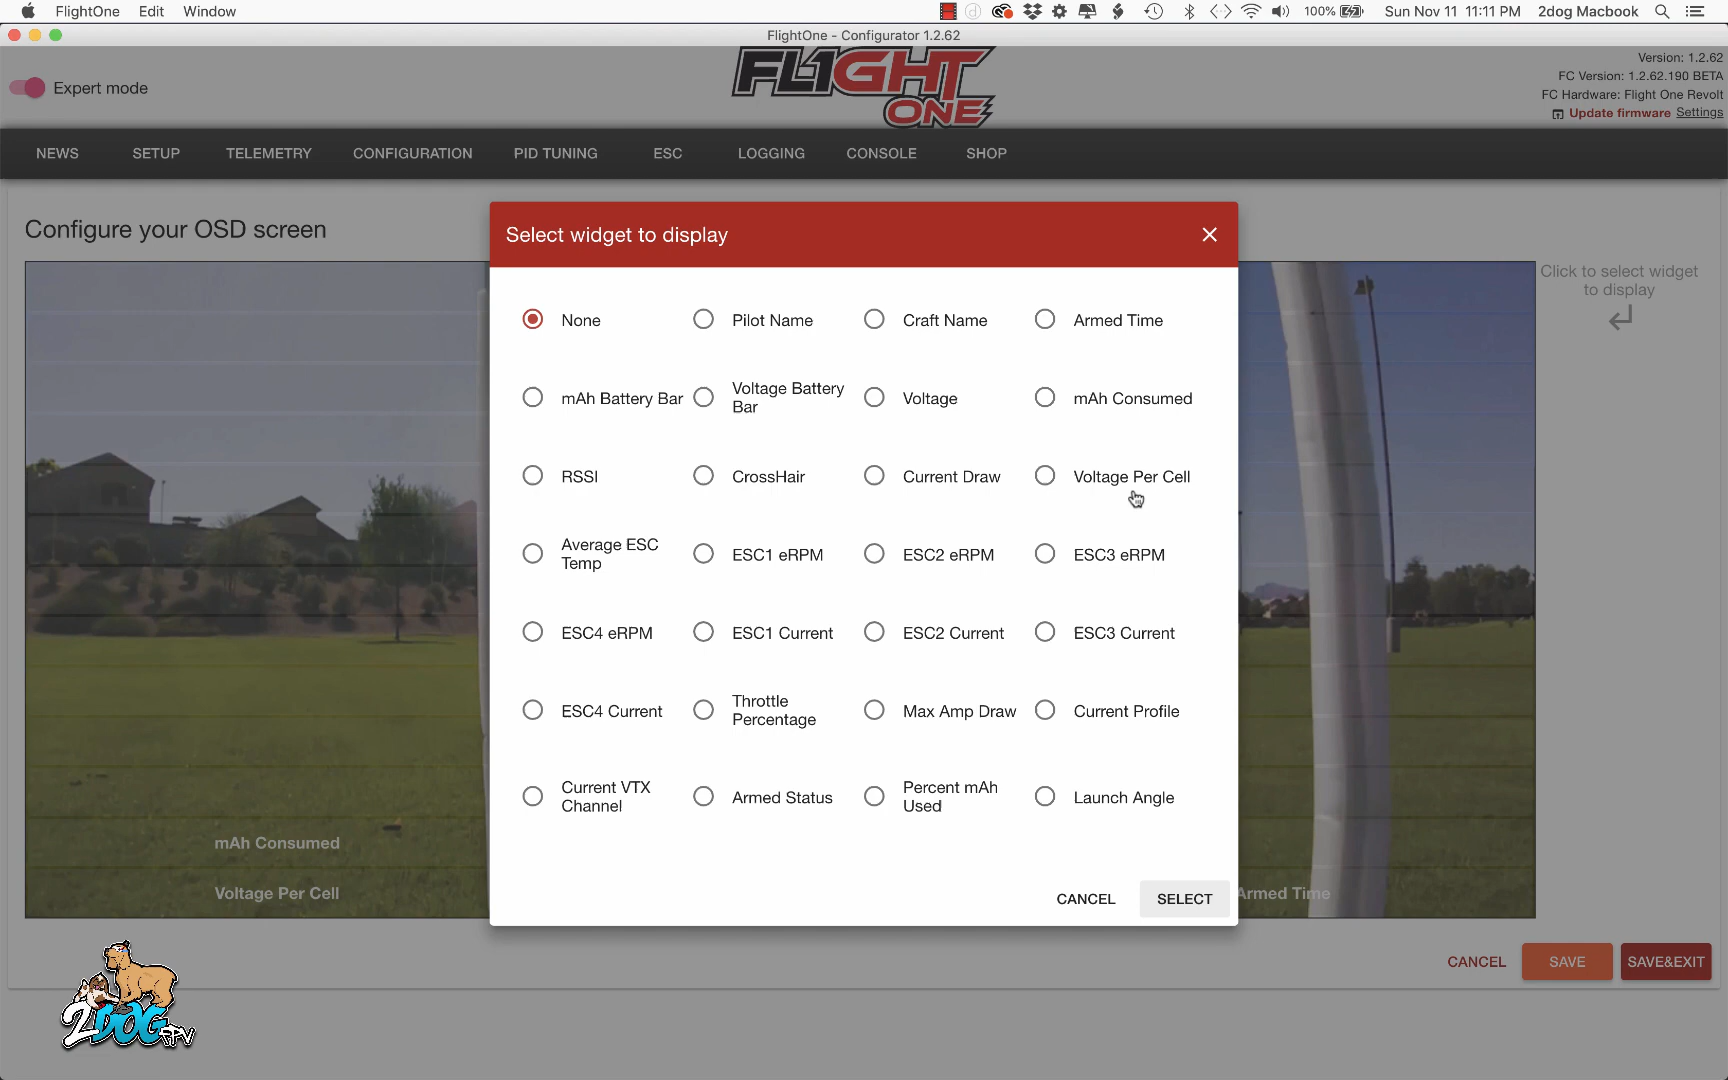 FlightOne Edit Window
100% Sun Nov 11 11:11 PM 2dog Macbook
FlightOne - Configurator 1.2.62
Expert mode
FL1GHT
ONE
Version: 1.2.62
FC Version: 1.2.62.190 BETA
FC Hardware: Flight One Revolt
Update firmware Settings
NEWS SETUP TELEMETRY CONFIGURATION PID TUNING ESC LOGGING CONSOLE SHOP
Configure your OSD screen
Click to select widget
to display
Select widget to display
None Pilot Name Craft Name Armed Time
mAh Battery Bar Voltage Battery Bar Voltage mAh Consumed
RSSI CrossHair Current Draw Voltage Per Cell
Average ESC Temp ESC1 eRPM ESC2 eRPM ESC3 eRPM
ESC4 eRPM ESC1 Current ESC2 Current ESC3 Current
ESC4 Current Throttle Percentage Max Amp Draw Current Profile
Current VTX Channel Armed Status Percent mAh Used Launch Angle
CANCEL SELECT
mAh Consumed
Voltage Per Cell
Armed Time
CANCEL SAVE SAVE&EXIT
2DOG FPV